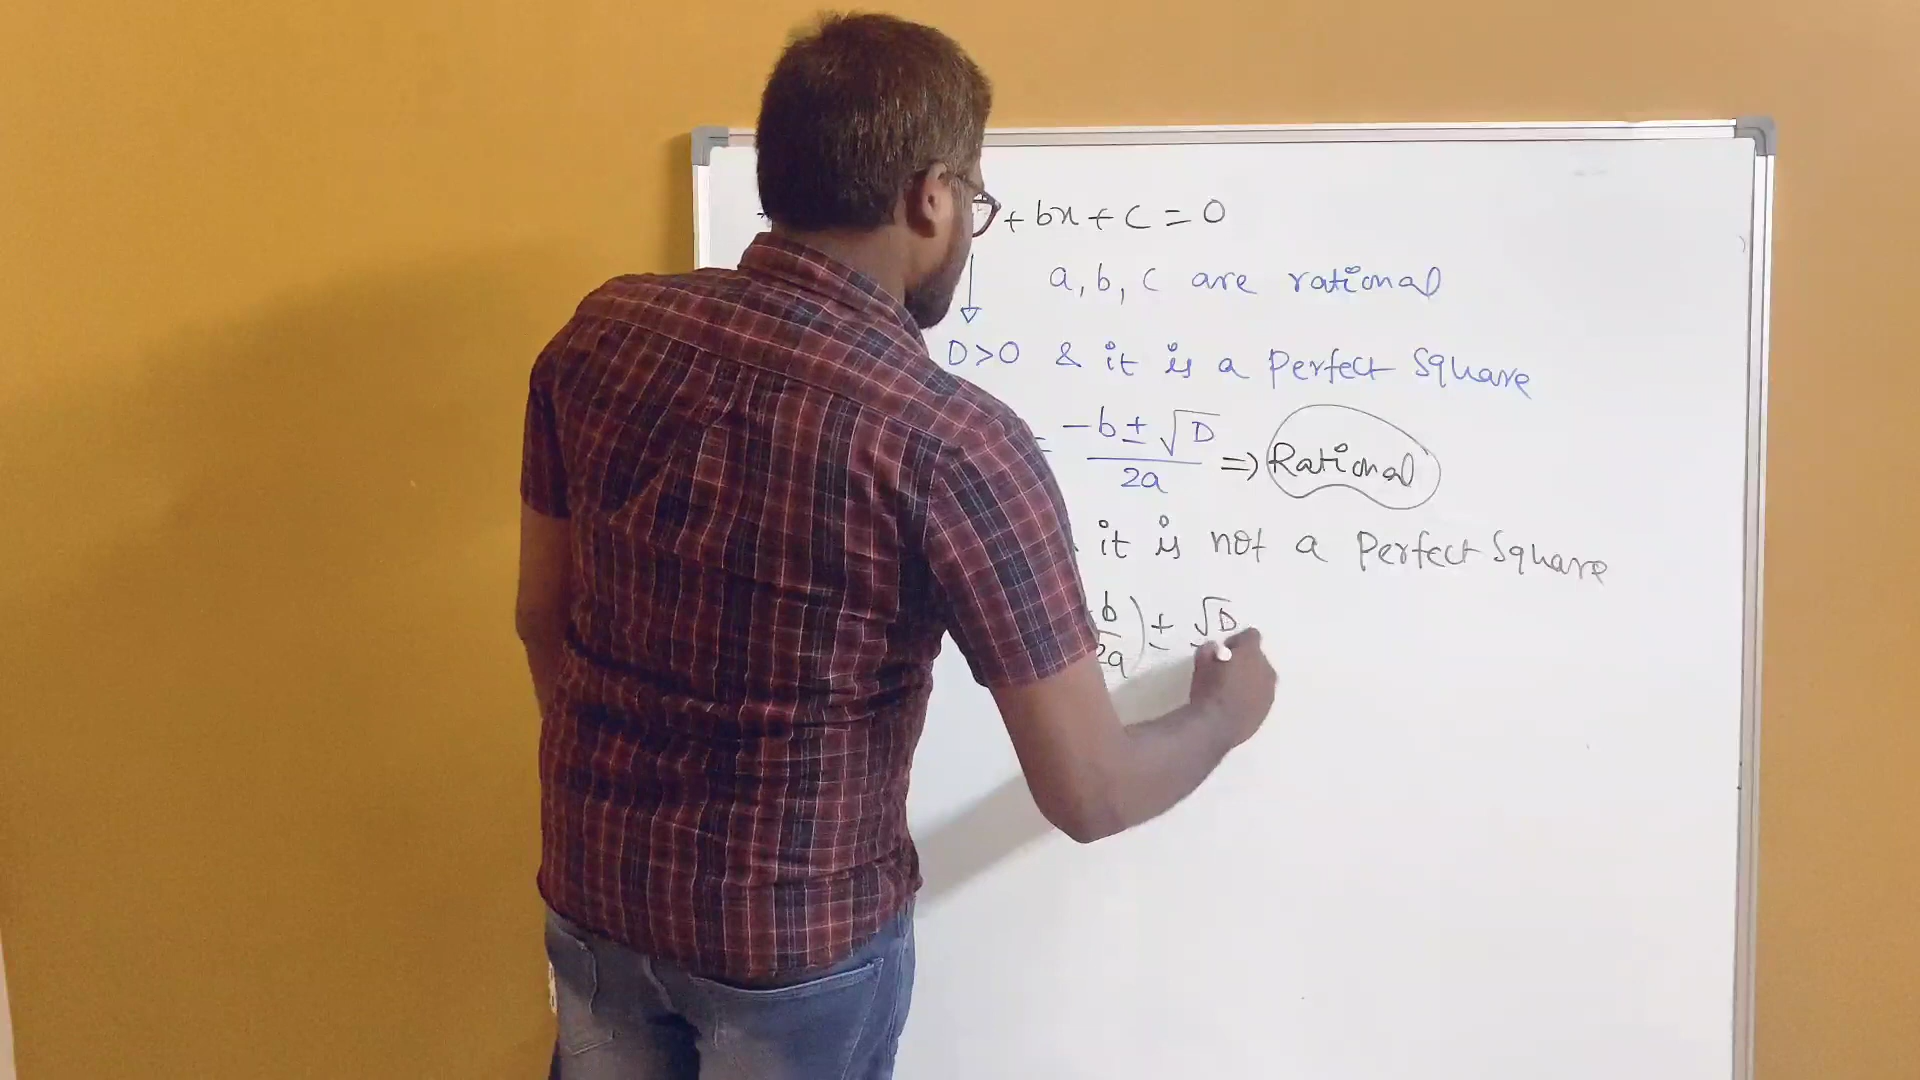 + bx + c = 0
a, b, c are rational
D>0 & it is a Perfect Square
= -b ± √D / 2a => Rational
it is not a Perfect Square
b / 2a ) ± √D